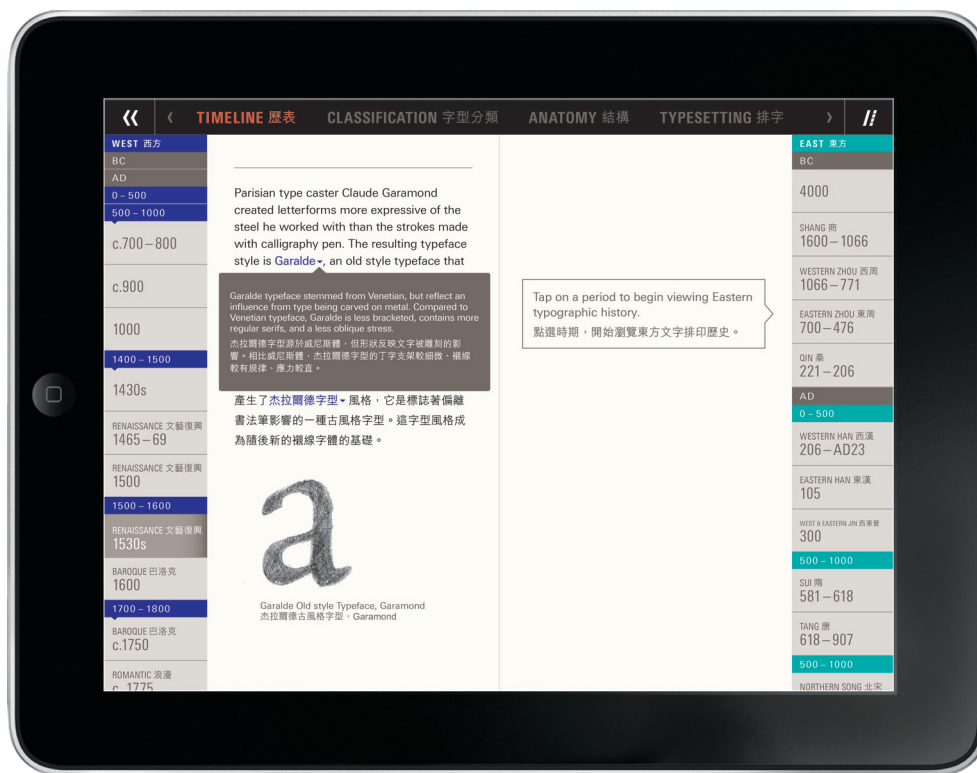 TIMELINE 歷表 CLASSIFICATION 字型分類 ANATOMY 結構 TYPESETTING 排字
WEST 西方
BC
AD
0 – 500
500 – 1000
c.700 – 800
c.900
1000
1400 – 1500
1430s
RENAISSANCE 文藝復興
1465 – 69
RENAISSANCE 文藝復興
1500
1500 – 1600
RENAISSANCE 文藝復興
1530s
BAROQUE 巴洛克
1600
1700 – 1800
BAROQUE 巴洛克
c.1750
ROMANTIC 浪漫
c. 1775
Parisian type caster Claude Garamond
created letterforms more expressive of the
steel he worked with than the strokes made
with calligraphy pen. The resulting typeface
style is Garalde, an old style typeface that
Garalde typeface stemmed from Venetian, but reflect an
influence from type being carved on metal. Compared to
Venetian typeface, Garalde is less bracketed, contains more
regular serifs, and a less oblique stress.
杰拉爾德字型源於威尼斯體，但形狀反映文字被雕刻的影
響。相比威尼斯體，杰拉爾德字型的丁字支架較細微、襯線
較有規律、應力較直。
產生了杰拉爾德字型風格，它是標誌著偏離
書法筆影響的一種古風格字型。這字型風格成
為隨後新的襯線字體的基礎。
a
Garalde Old style Typeface, Garamond
杰拉爾德古風格字型，Garamond
Tap on a period to begin viewing Eastern
typographic history.
點選時期，開始瀏覽東方文字排印歷史。
EAST 東方
BC
4000
SHANG 商
1600 – 1066
WESTERN ZHOU 西周
1066 – 771
EASTERN ZHOU 東周
700 – 476
QIN 秦
221 – 206
AD
0 – 500
WESTERN HAN 西漢
206 – AD23
EASTERN HAN 東漢
105
WEST & EASTERN JIN 西東晉
300
500 – 1000
SUI 隋
581 – 618
TANG 唐
618 – 907
500 – 1000
NORTHERN SONG 北宋